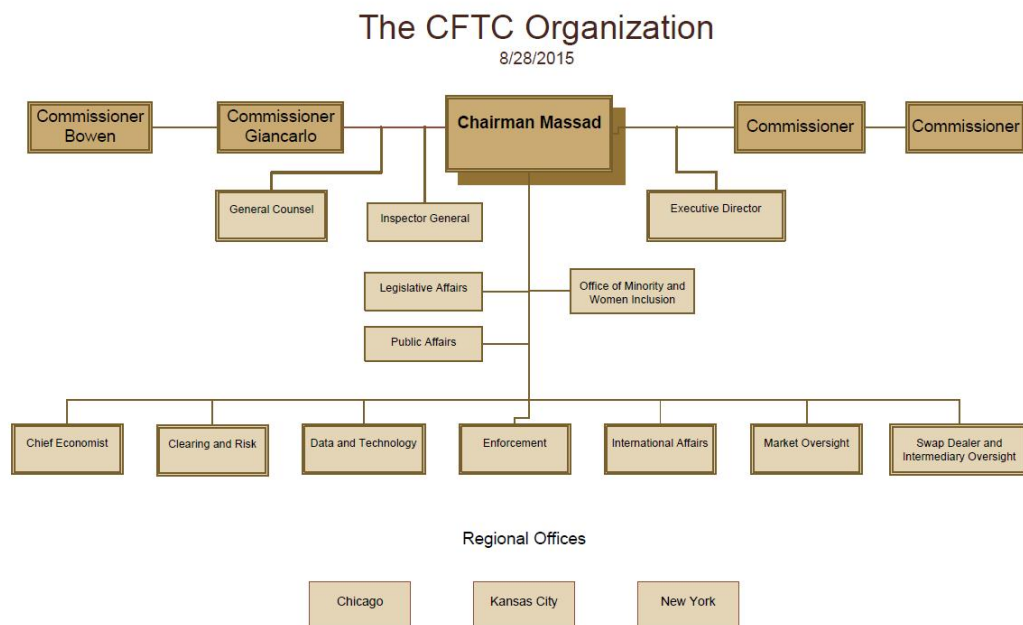 The CFTC Organization
8/28/2015
Commissioner
Bowen
Commissioner
Giancarlo
Chairman Massad
Commissioner
Commissioner
General Counsel
Inspector General
Executive Director
Legislative Affairs
Office of Minority and
Women Inclusion
Public Affairs
Chief Economist
Clearing and Risk
Data and Technology
Enforcement
International Affairs
Market Oversight
Swap Dealer and
Intermediary Oversight
Regional Offices
Chicago
Kansas City
New York